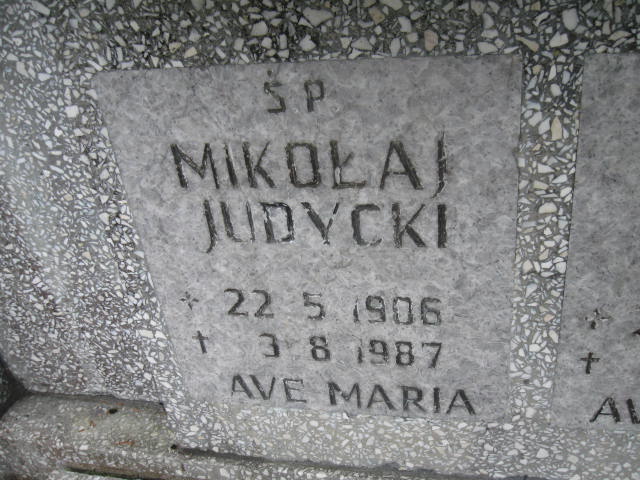 ŚP
MIKOŁAJ
JUDYCKI
* 22 5 1906
† 3 8 1987
AVE MARIA